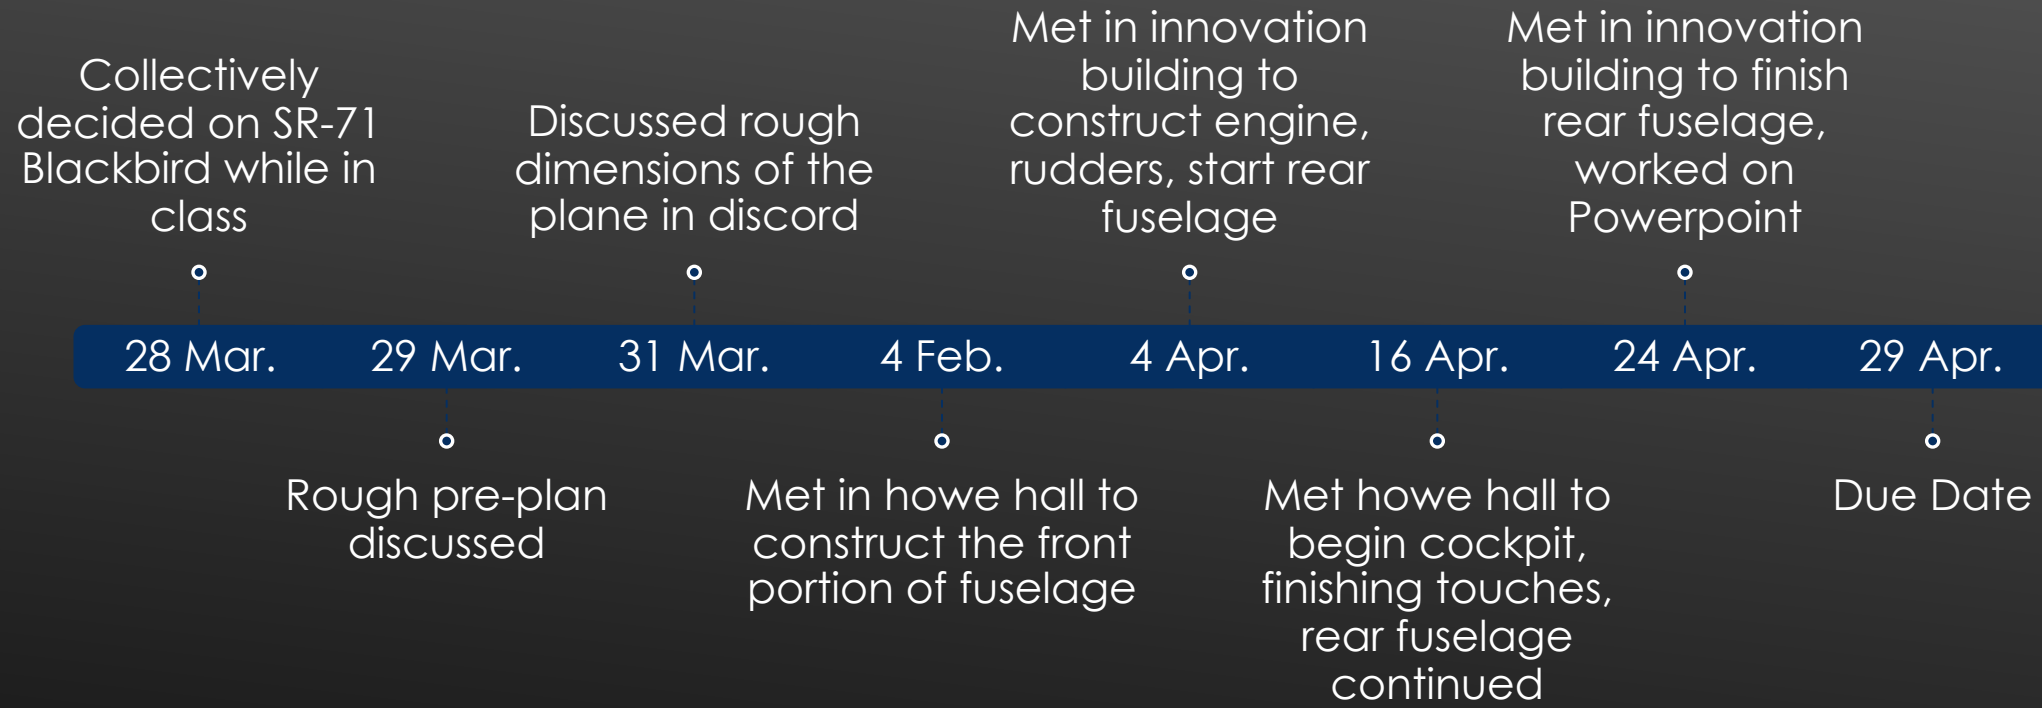 Collectively
decided on SR-71
Blackbird while in
class
Discussed rough
dimensions of the
plane in discord
Met in innovation
building to
construct engine,
rudders, start rear
fuselage
Met in innovation
building to finish
rear fuselage,
worked on
Powerpoint
28 Mar.
29 Mar.
31 Mar.
4 Feb.
4 Apr.
16 Apr.
24 Apr.
29 Apr.
Rough pre-plan
discussed
Met in howe hall to
construct the front
portion of fuselage
Met howe hall to
begin cockpit,
finishing touches,
rear fuselage
continued
Due Date